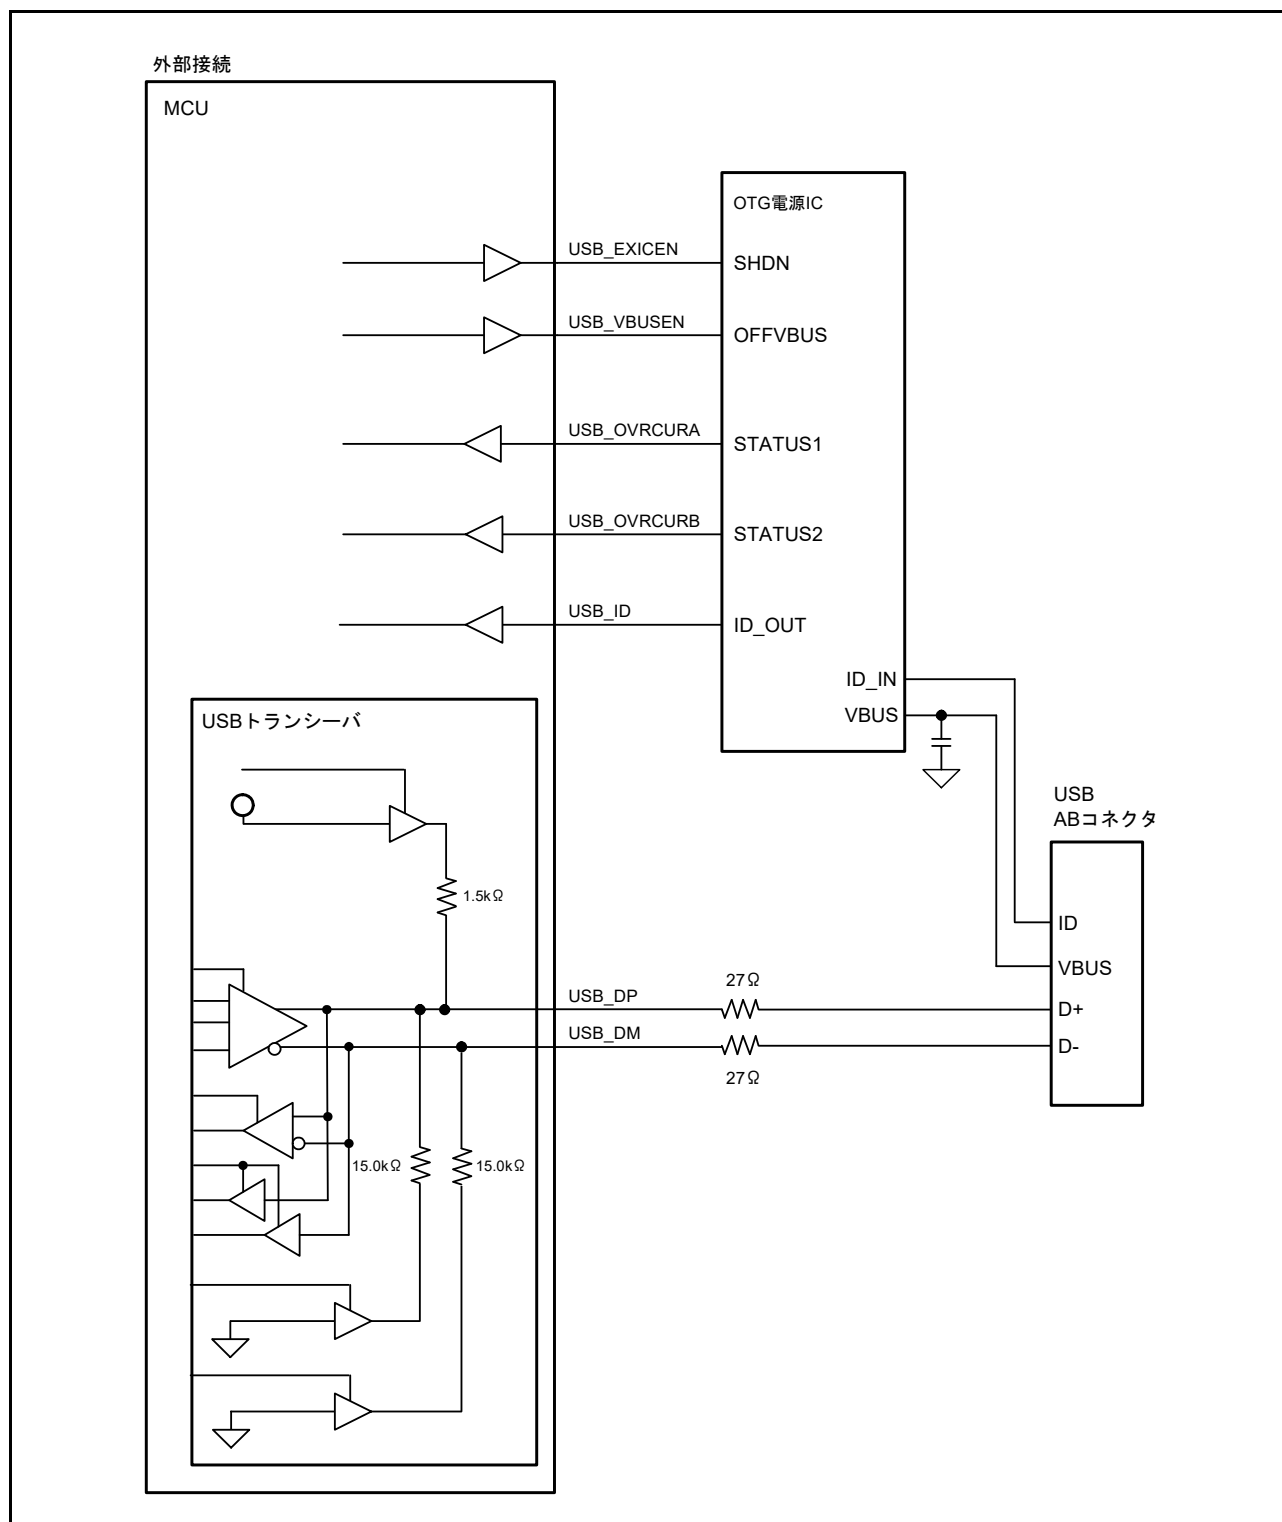 外部接続
MCU
OTG電源IC
USB_EXICEN
SHDN
USB_VBUSEN
OFFVBUS
USB_OVRCURA
STATUS1
USB_OVRCURB
STATUS2
USB_ID
ID_OUT
ID_IN
VBUS
USBトランシーバ
USB
ABコネクタ
1.5kΩ
ID
VBUS
USB_DP
27Ω
D+
USB_DM
27Ω
D-
15.0kΩ
15.0kΩ